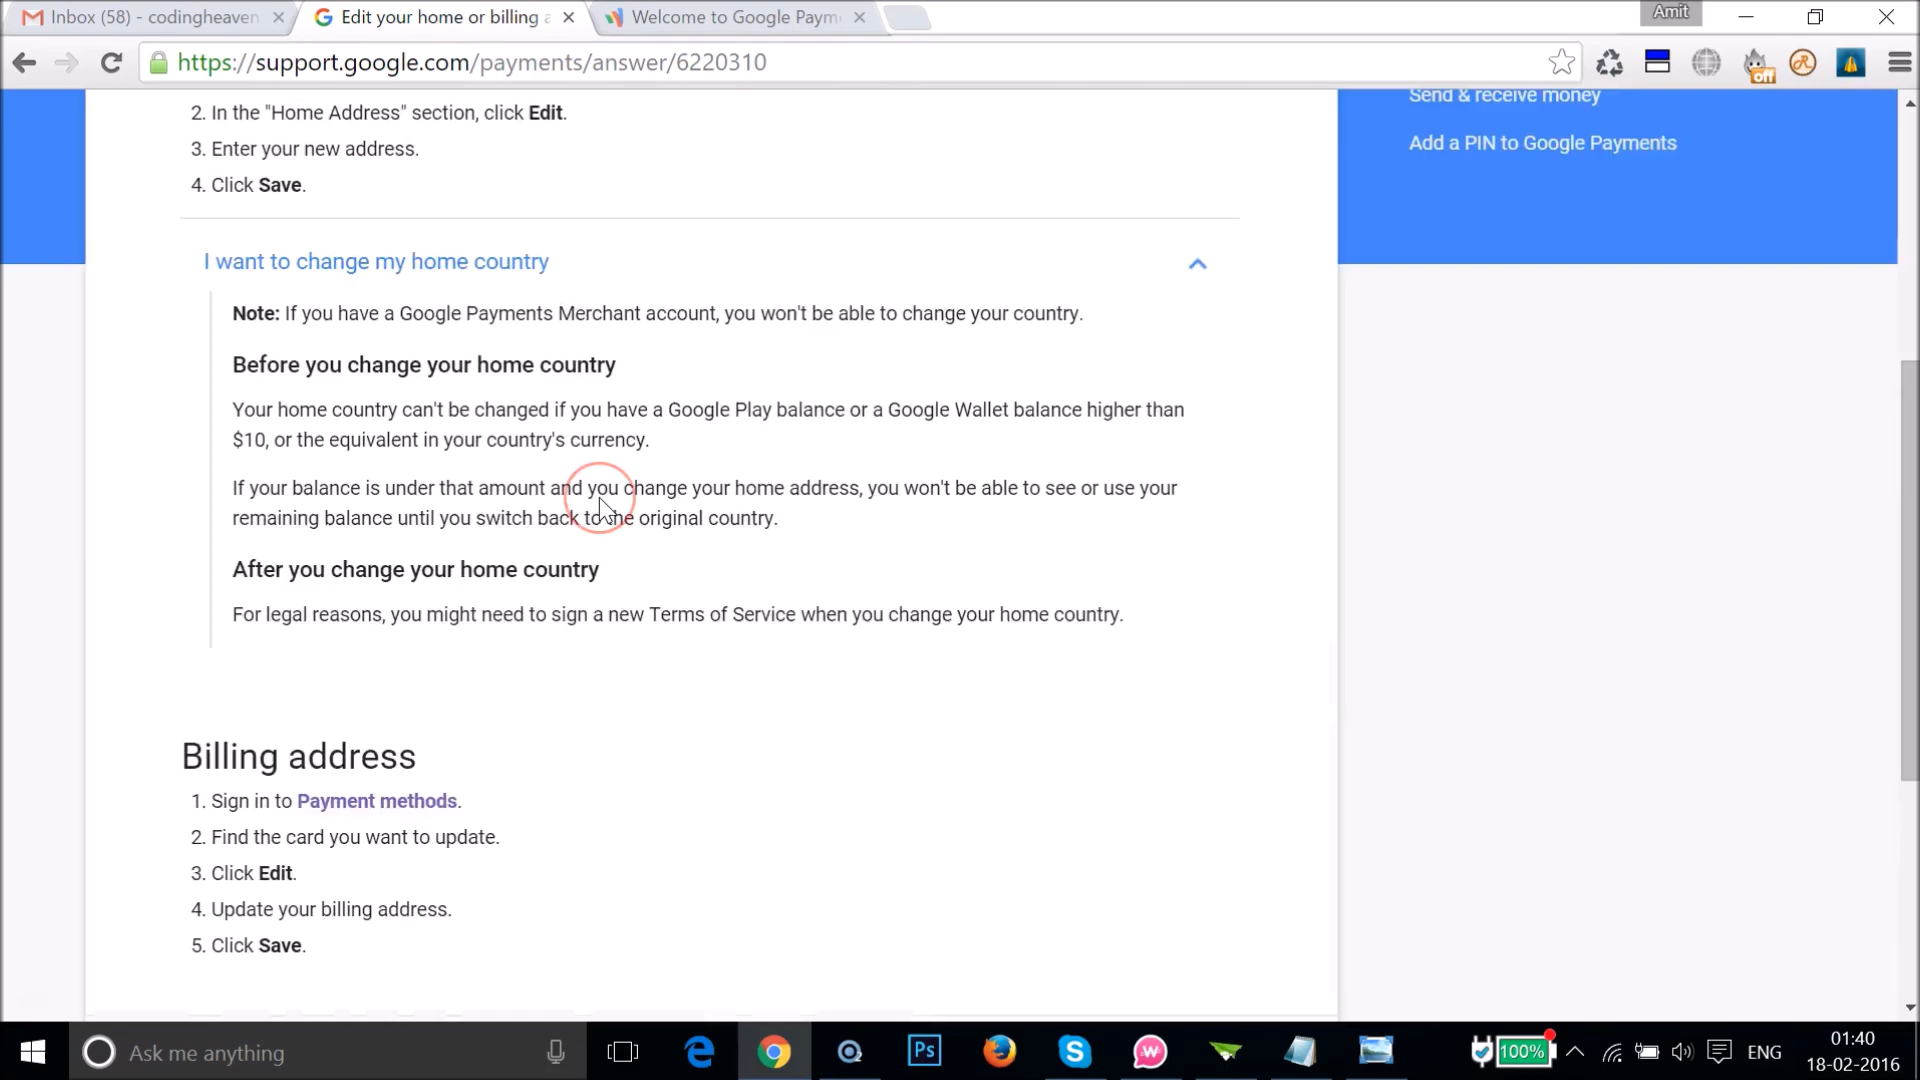 Inbox (58) - codingheaven
Edit your home or billing a
Welcome to Google Paym
Amit
https://support.google.com/payments/answer/6220310
off
Send & receive money
Add a PIN to Google Payments
2. In the "Home Address" section, click Edit.
3. Enter your new address.
4. Click Save.
I want to change my home country
Note: If you have a Google Payments Merchant account, you won't be able to change your country.
Before you change your home country
Your home country can't be changed if you have a Google Play balance or a Google Wallet balance higher than
$10, or the equivalent in your country's currency.
If your balance is under that amount and you change your home address, you won't be able to see or use your
remaining balance until you switch back to the original country.
After you change your home country
For legal reasons, you might need to sign a new Terms of Service when you change your home country.
Billing address
1. Sign in to Payment methods.
2. Find the card you want to update.
3. Click Edit.
4. Update your billing address.
5. Click Save.
Ask me anything
Ps
100%
ENG
01:40
18-02-2016